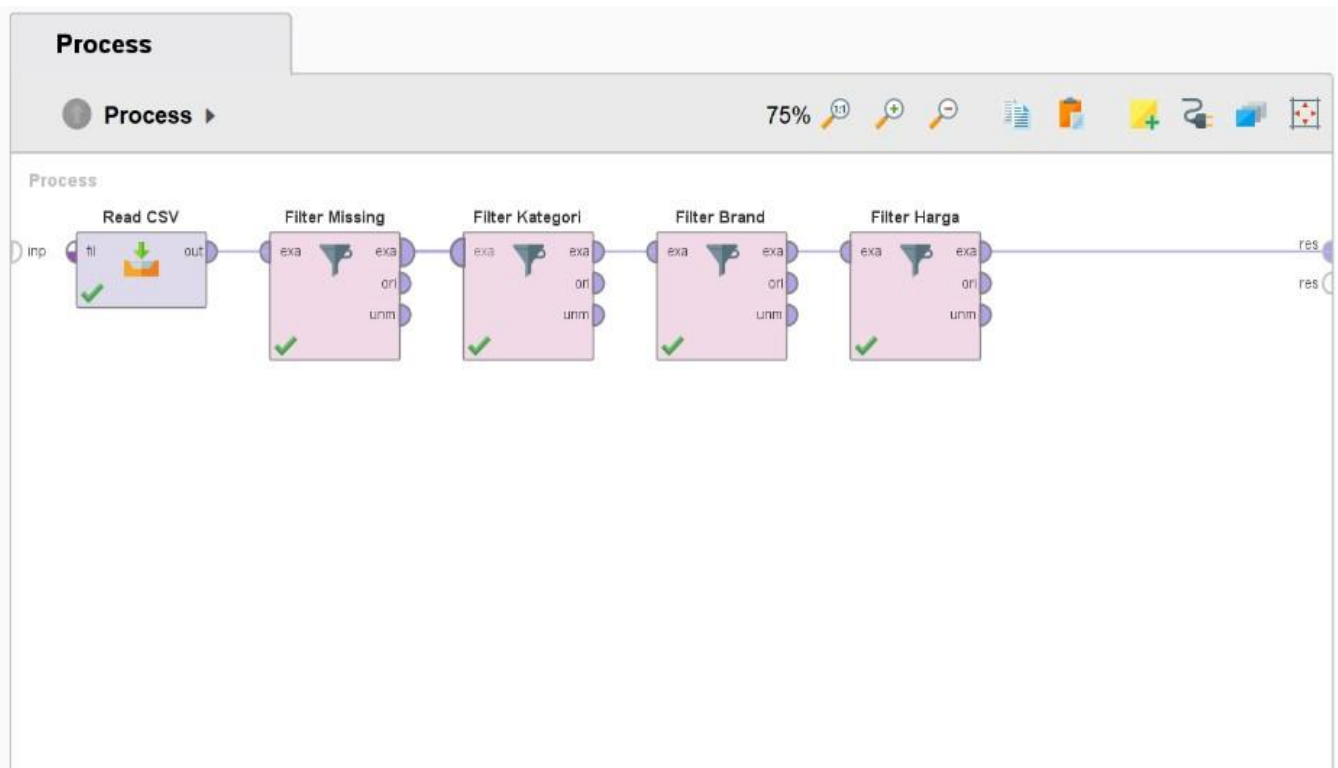 Process
Process
75%
Process
Read CSV Filter Missing Filter Kategori Filter Brand Filter Harga
inp fil out exa exa exa exa exa exa exa exa res
ori ori ori ori res
unm unm unm unm